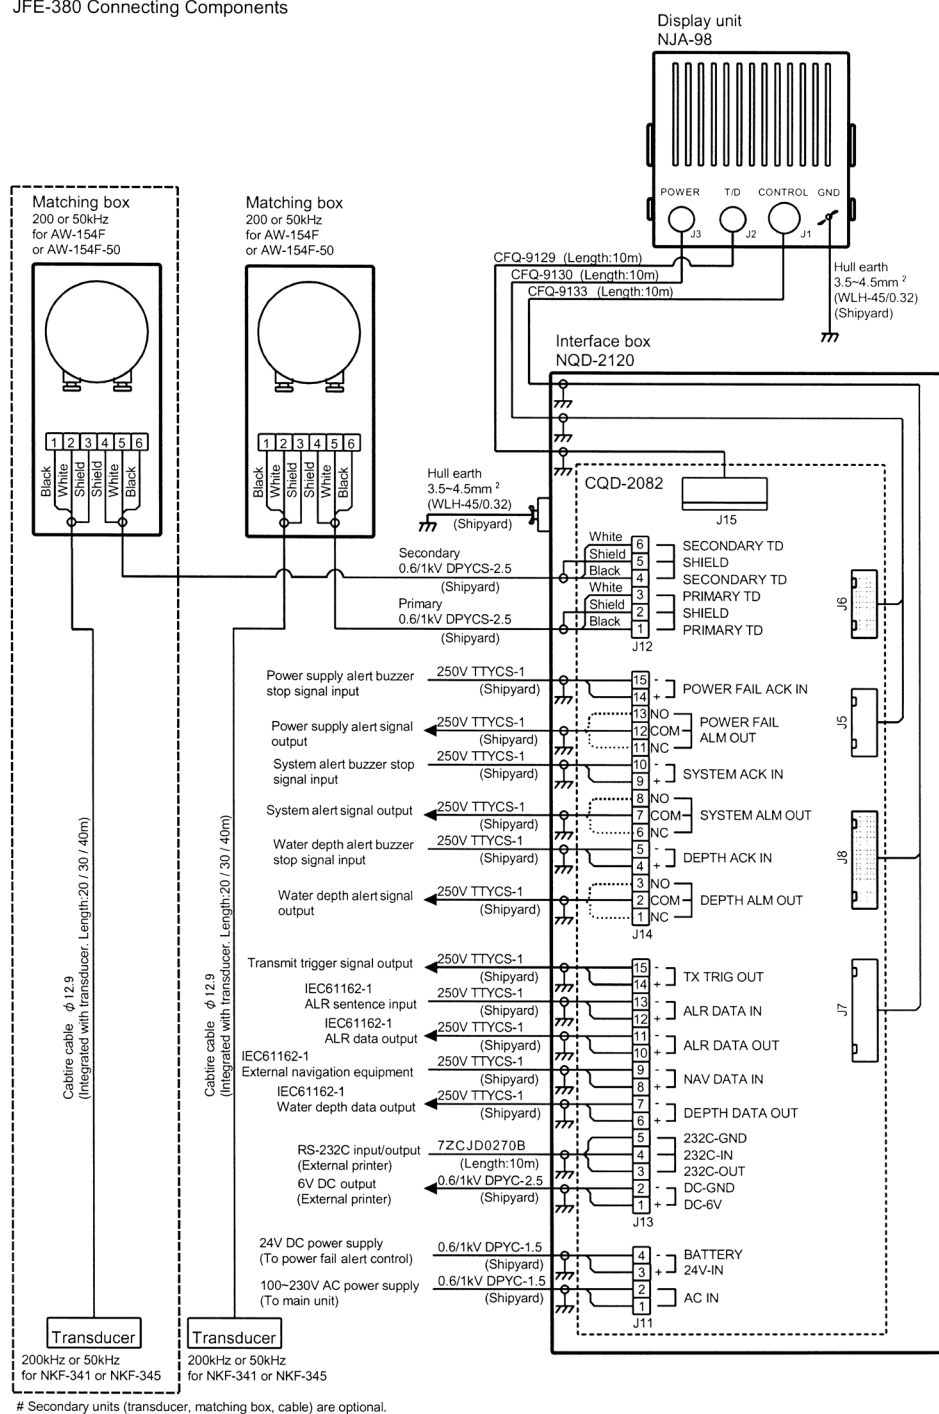 JFE-380 Connecting Components
Display unit
NJA-98
POWER T/D CONTROL GND
J3 J2 J1
CFQ-9129 (Length:10m)
CFQ-9130 (Length:10m)
CFQ-9133 (Length:10m)
Hull earth
3.5~4.5mm 2
(WLH-45/0.32)
(Shipyard)
Matching box
200 or 50kHz
for AW-154F
or AW-154F-50
1 2 3 4 5 6
Black
White
Shield
Shield
White
Black
Matching box
200 or 50kHz
for AW-154F
or AW-154F-50
1 2 3 4 5 6
Black
White
Shield
Shield
White
Black
Interface box
NQD-2120
Hull earth
3.5~4.5mm 2
(WLH-45/0.32)
(Shipyard)
CQD-2082
J15
Secondary
0.6/1kV DPYCS-2.5
(Shipyard)
Primary
0.6/1kV DPYCS-2.5
(Shipyard)
White 6 SECONDARY TD
Shield 5 SHIELD
Black 4 SECONDARY TD
White 3 PRIMARY TD
Shield 2 SHIELD
Black 1 PRIMARY TD
J12
J6
J5
J8
J7
Power supply alert buzzer
stop signal input
250V TTYCS-1
(Shipyard)
15 -
14 +
POWER FAIL ACK IN
Power supply alert signal
output
250V TTYCS-1
(Shipyard)
13 NO
12 COM
11 NC
POWER FAIL
ALM OUT
System alert buzzer stop
signal input
250V TTYCS-1
(Shipyard)
10 -
9 +
SYSTEM ACK IN
System alert signal output
250V TTYCS-1
(Shipyard)
8 NO
7 COM
6 NC
SYSTEM ALM OUT
Water depth alert buzzer
stop signal input
250V TTYCS-1
(Shipyard)
5 -
4 +
DEPTH ACK IN
Water depth alert signal
output
250V TTYCS-1
(Shipyard)
3 NO
2 COM
1 NC
DEPTH ALM OUT
J14
Transmit trigger signal output
250V TTYCS-1
(Shipyard)
15 -
14 +
TX TRIG OUT
IEC61162-1
ALR sentence input
250V TTYCS-1
(Shipyard)
13 -
12 +
ALR DATA IN
IEC61162-1
ALR data output
250V TTYCS-1
(Shipyard)
11 -
10 +
ALR DATA OUT
IEC61162-1
External navigation equipment
250V TTYCS-1
(Shipyard)
9 -
8 +
NAV DATA IN
IEC61162-1
Water depth data output
250V TTYCS-1
(Shipyard)
7 -
6 +
DEPTH DATA OUT
RS-232C input/output
(External printer)
7ZCJD0270B
(Length:10m)
5 232C-GND
4 232C-IN
3 232C-OUT
6V DC output
(External printer)
0.6/1kV DPYC-2.5
(Shipyard)
2 - DC-GND
1 + DC-6V
J13
24V DC power supply
(To power fail alert control)
0.6/1kV DPYC-1.5
(Shipyard)
4 - BATTERY
3 + 24V-IN
100~230V AC power supply
(To main unit)
0.6/1kV DPYC-1.5
(Shipyard)
2
1
AC IN
J11
Cabtire cable ϕ 12.9
(Integrated with transducer. Length:20 / 30 / 40m)
Cabtire cable ϕ 12.9
(Integrated with transducer. Length:20 / 30 / 40m)
Transducer
200kHz or 50kHz
for NKF-341 or NKF-345
Transducer
200kHz or 50kHz
for NKF-341 or NKF-345
# Secondary units (transducer, matching box, cable) are optional.